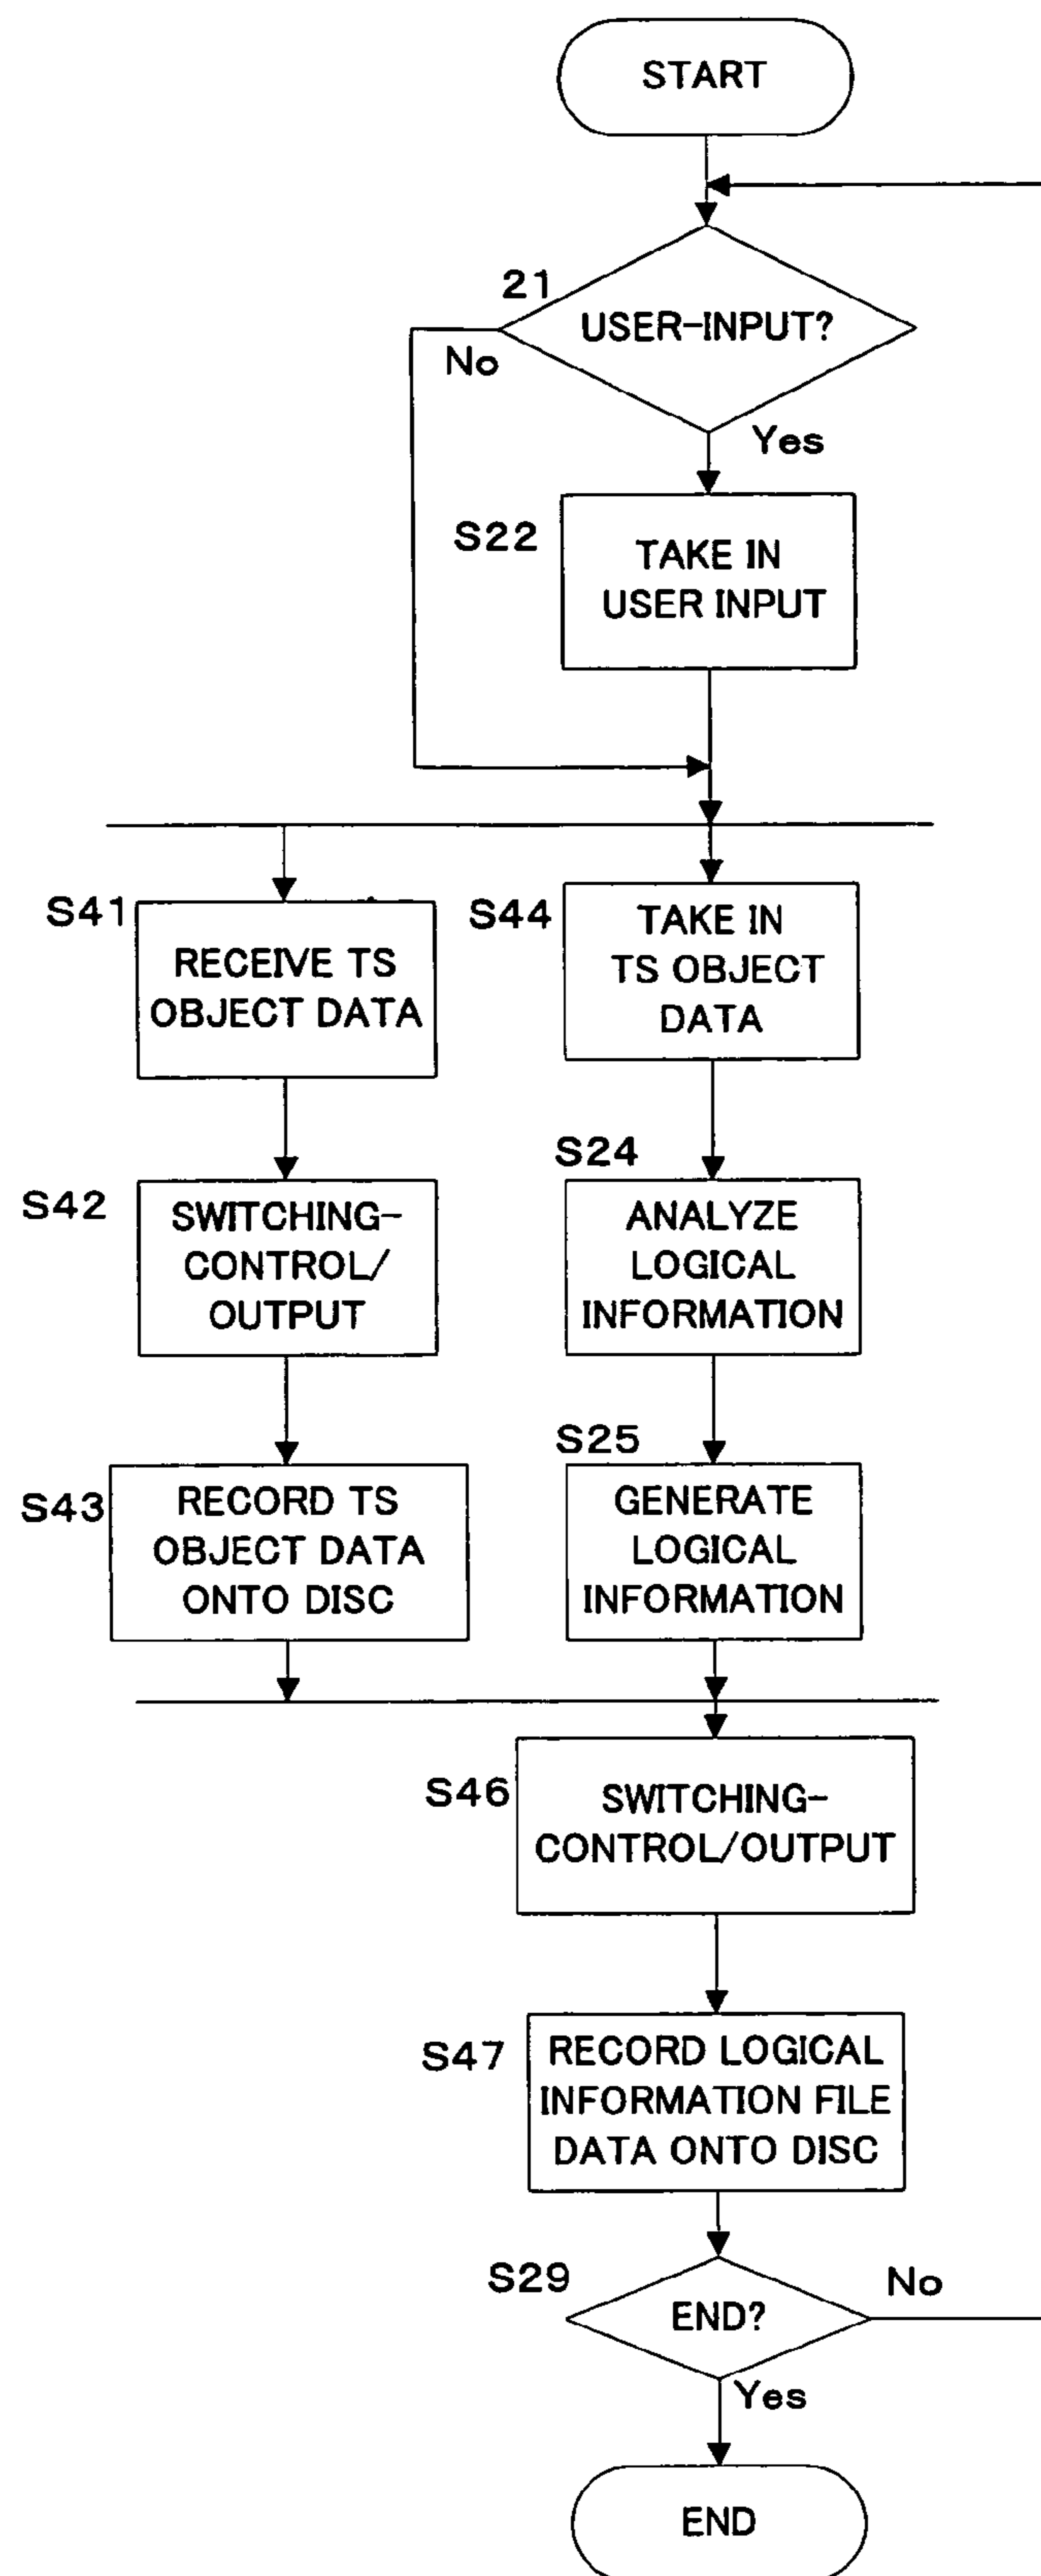 START
21
USER-INPUT?
No
Yes
S22
TAKE IN
USER INPUT
S41
RECEIVE TS
OBJECT DATA
S42
SWITCHING-
CONTROL/
OUTPUT
S43
RECORD TS
OBJECT DATA
ONTO DISC
S44
TAKE IN
TS OBJECT
DATA
S24
ANALYZE
LOGICAL
INFORMATION
S25
GENERATE
LOGICAL
INFORMATION
S46
SWITCHING-
CONTROL/OUTPUT
S47
RECORD LOGICAL
INFORMATION FILE
DATA ONTO DISC
S29
END?
No
Yes
END